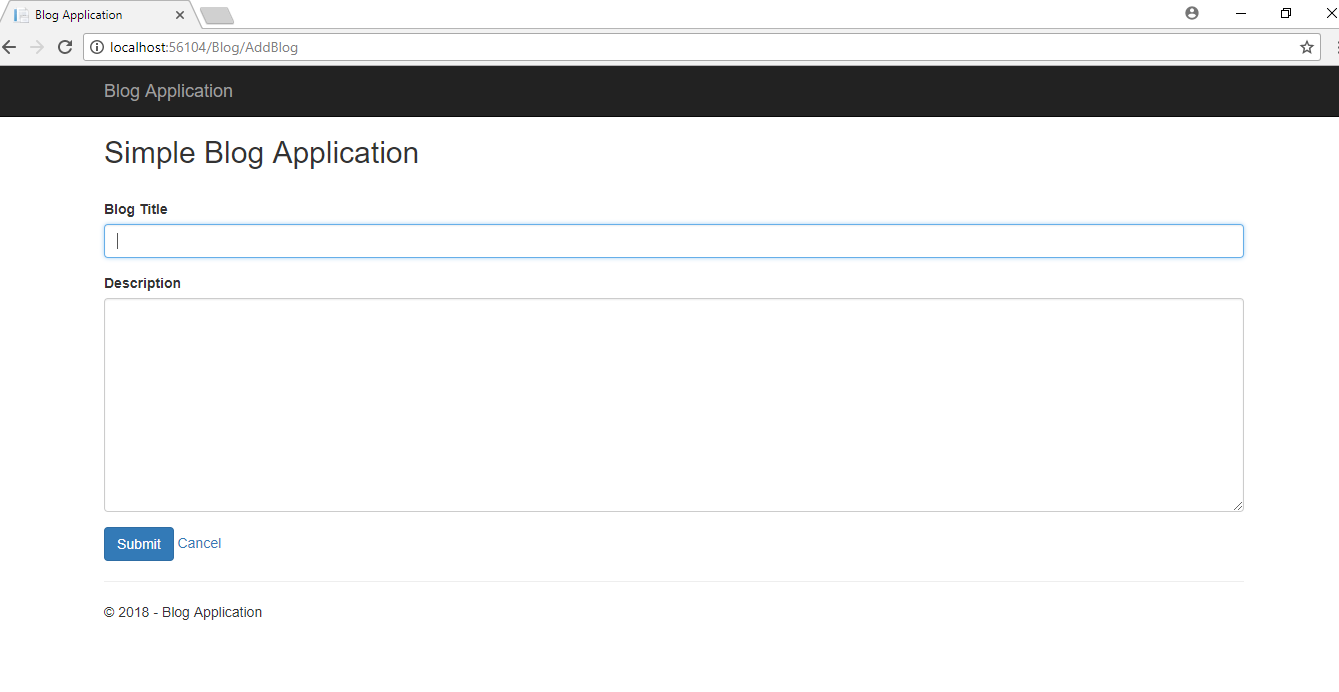 Blog Application
localhost:56104/Blog/AddBlog
Blog Application
Simple Blog Application
Blog Title
Description
Submit Cancel
© 2018 - Blog Application